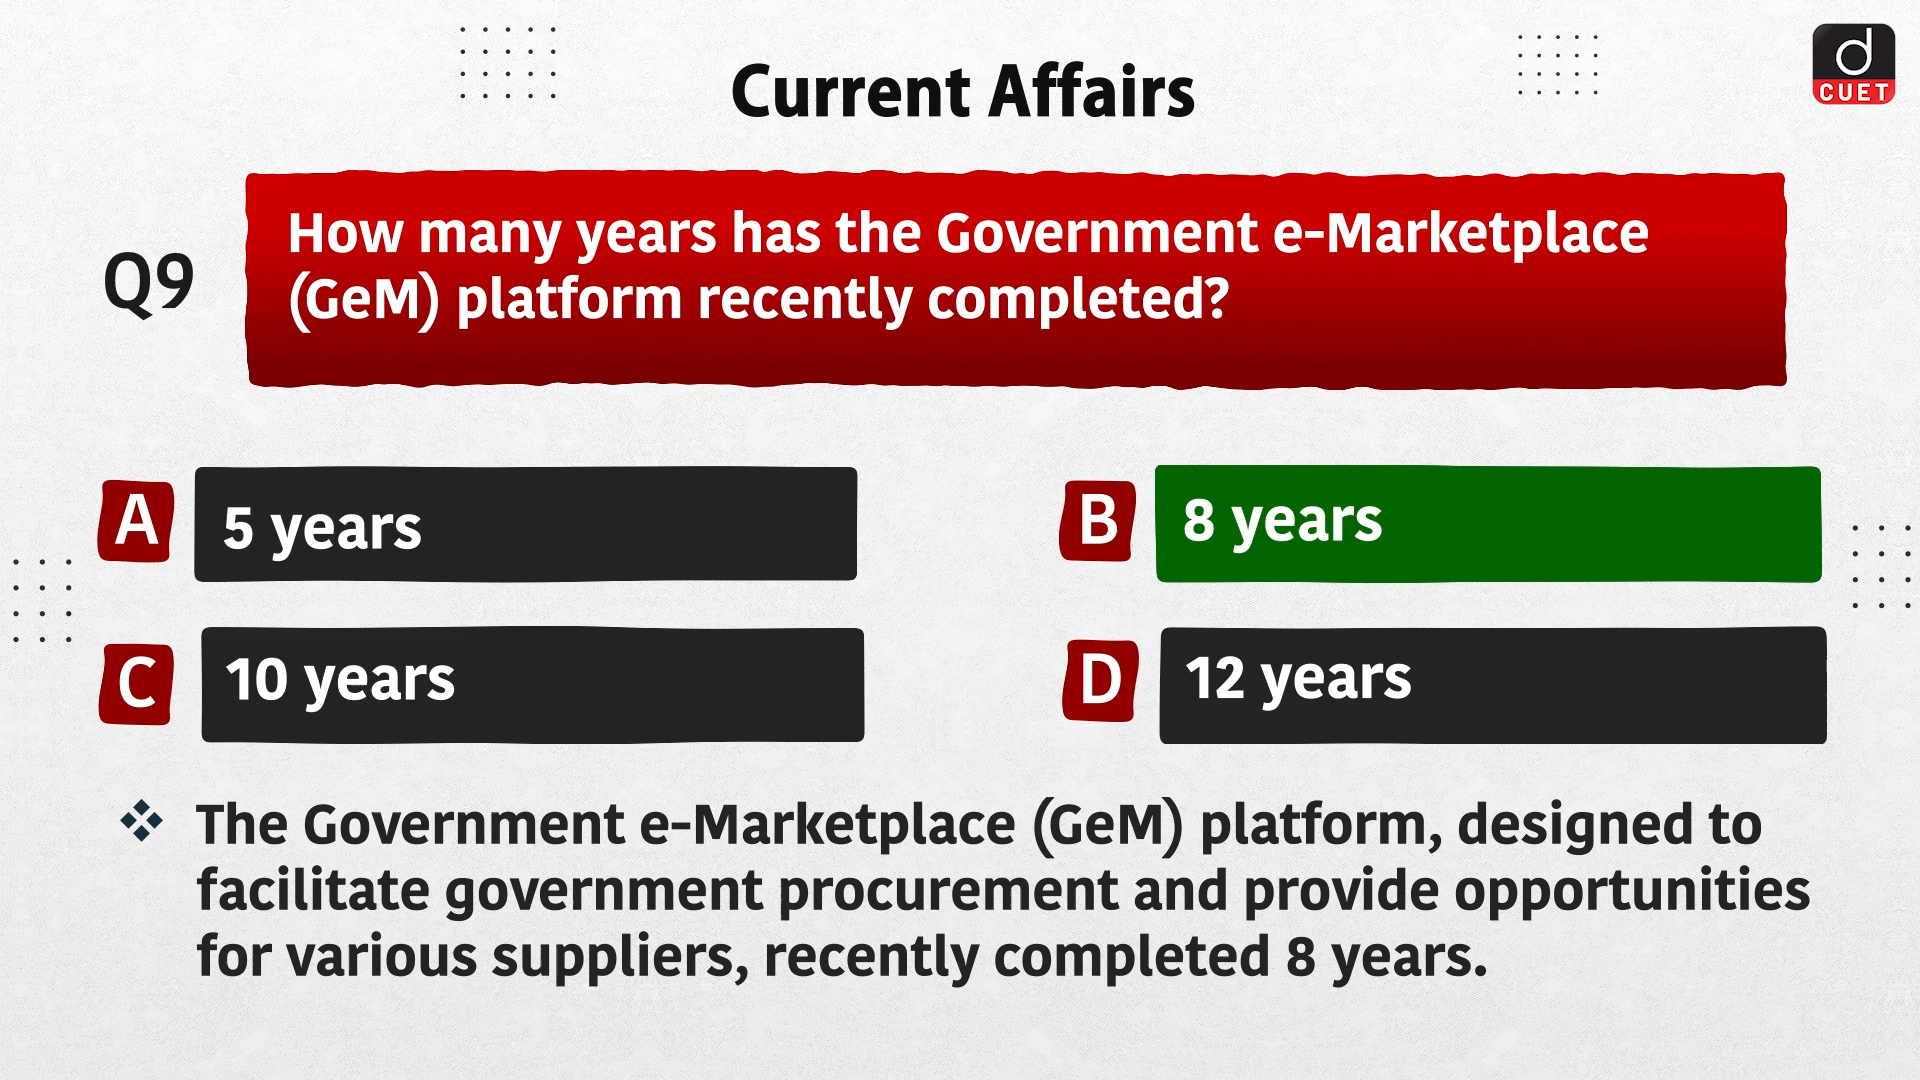 Current Affairs
d
CUET
Q9
How many years has the Government e-Marketplace
(GeM) platform recently completed?
A
5 years
B
8 years
C
10 years
D
12 years
The Government e-Marketplace (GeM) platform, designed to
facilitate government procurement and provide opportunities
for various suppliers, recently completed 8 years.